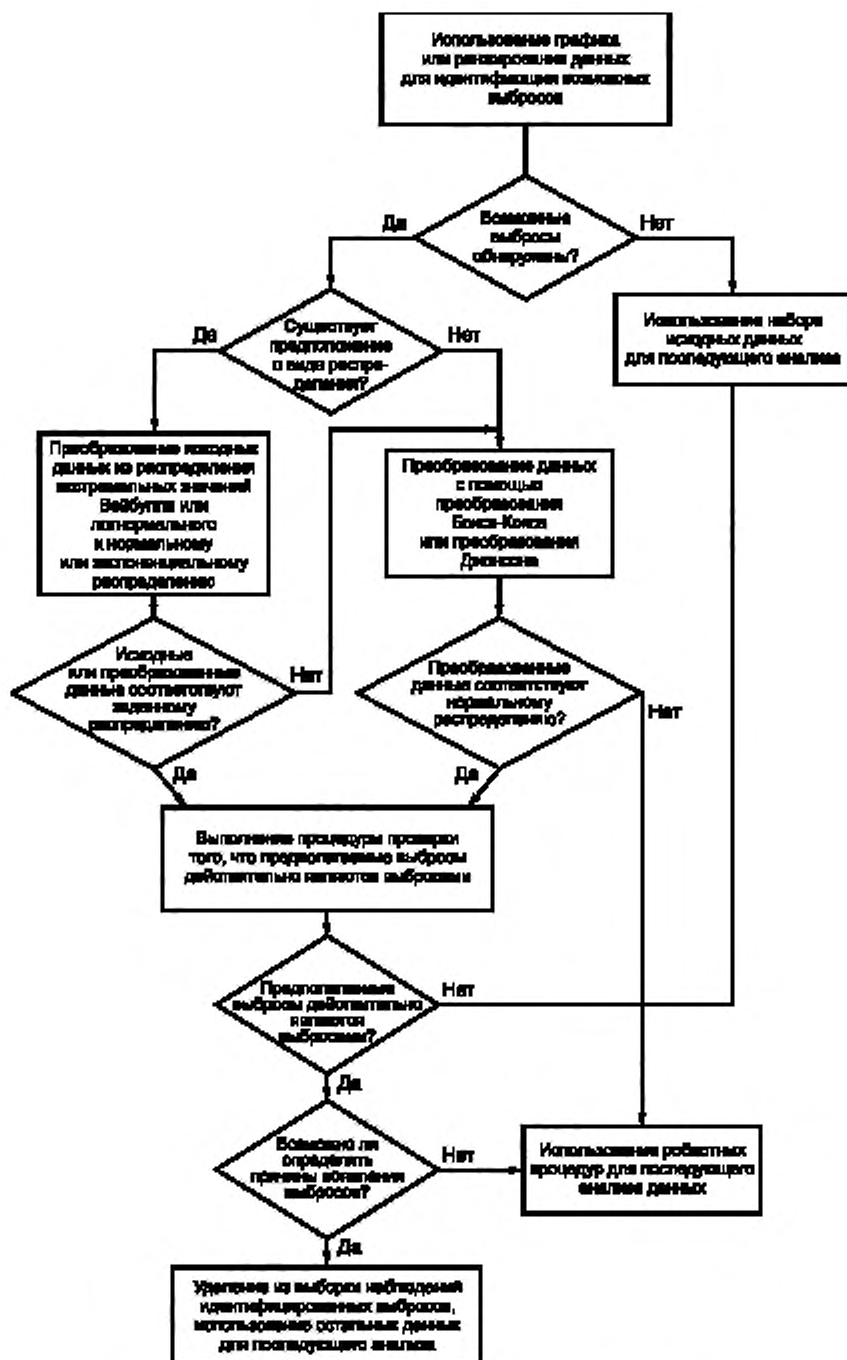 Использование графика
или ранжирования данных
для идентификации возможных
выбросов
Да
Возможные
выбросы
обнаружены?
Нет
Да
Существует
предположение
о виде распре-
деления?
Нет
Использование набора
исходных данных
для последующего анализа
Преобразование исходных
данных из распределения
экстремальных значений
Вейбулла или
логнормального
к нормальному
или экспоненциальному
распределению
Преобразование данных
с помощью
преобразования
Бокса-Кокса
или преобразования
Джонсона
Исходные
или преобразованные
данные соответствуют
заданному
распределению?
Нет
Преобразованные
данные соответствуют
нормальному
распределению?
Нет
Да
Да
Выполнение процедуры проверки
того, что предполагаемые выбросы
действительно являются выбросами
Предполагаемые
выбросы действительно
являются
выбросами?
Нет
Да
Возможно ли
определять
причины появления
выбросов?
Нет
Использование робастных
процедур для последующего
анализа данных
Да
Удаление из выборки наблюдений
идентифицированных выбросов,
использование остальных данных
для последующего анализа